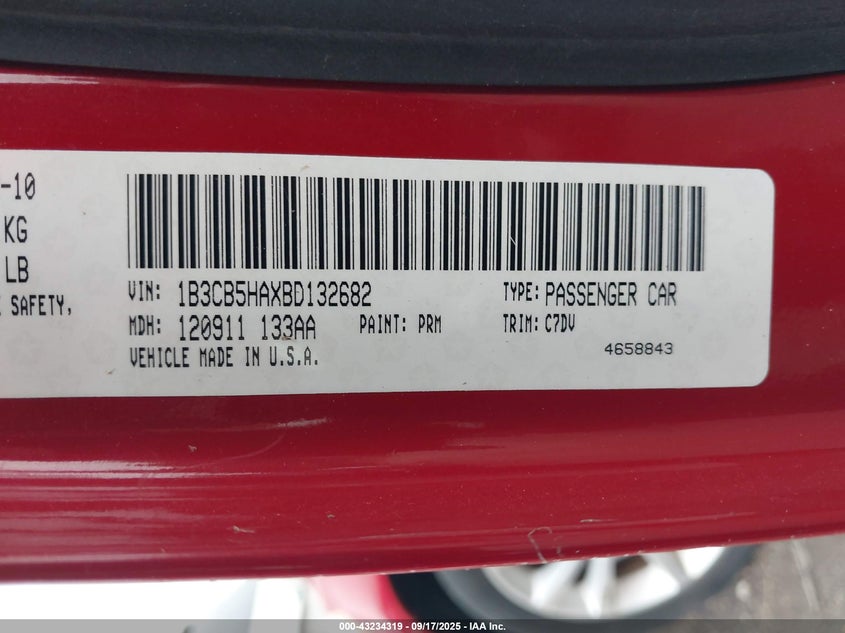 -10
KG
LB
SAFETY,
VIN: 1B3CB5HAXBD132682 TYPE: PASSENGER CAR
MDH: 120911 133AA PAINT: PRM TRIM: C7DV
VEHICLE MADE IN U.S.A. 4658843
000-43234319 - 09/17/2025 - IAA Inc.